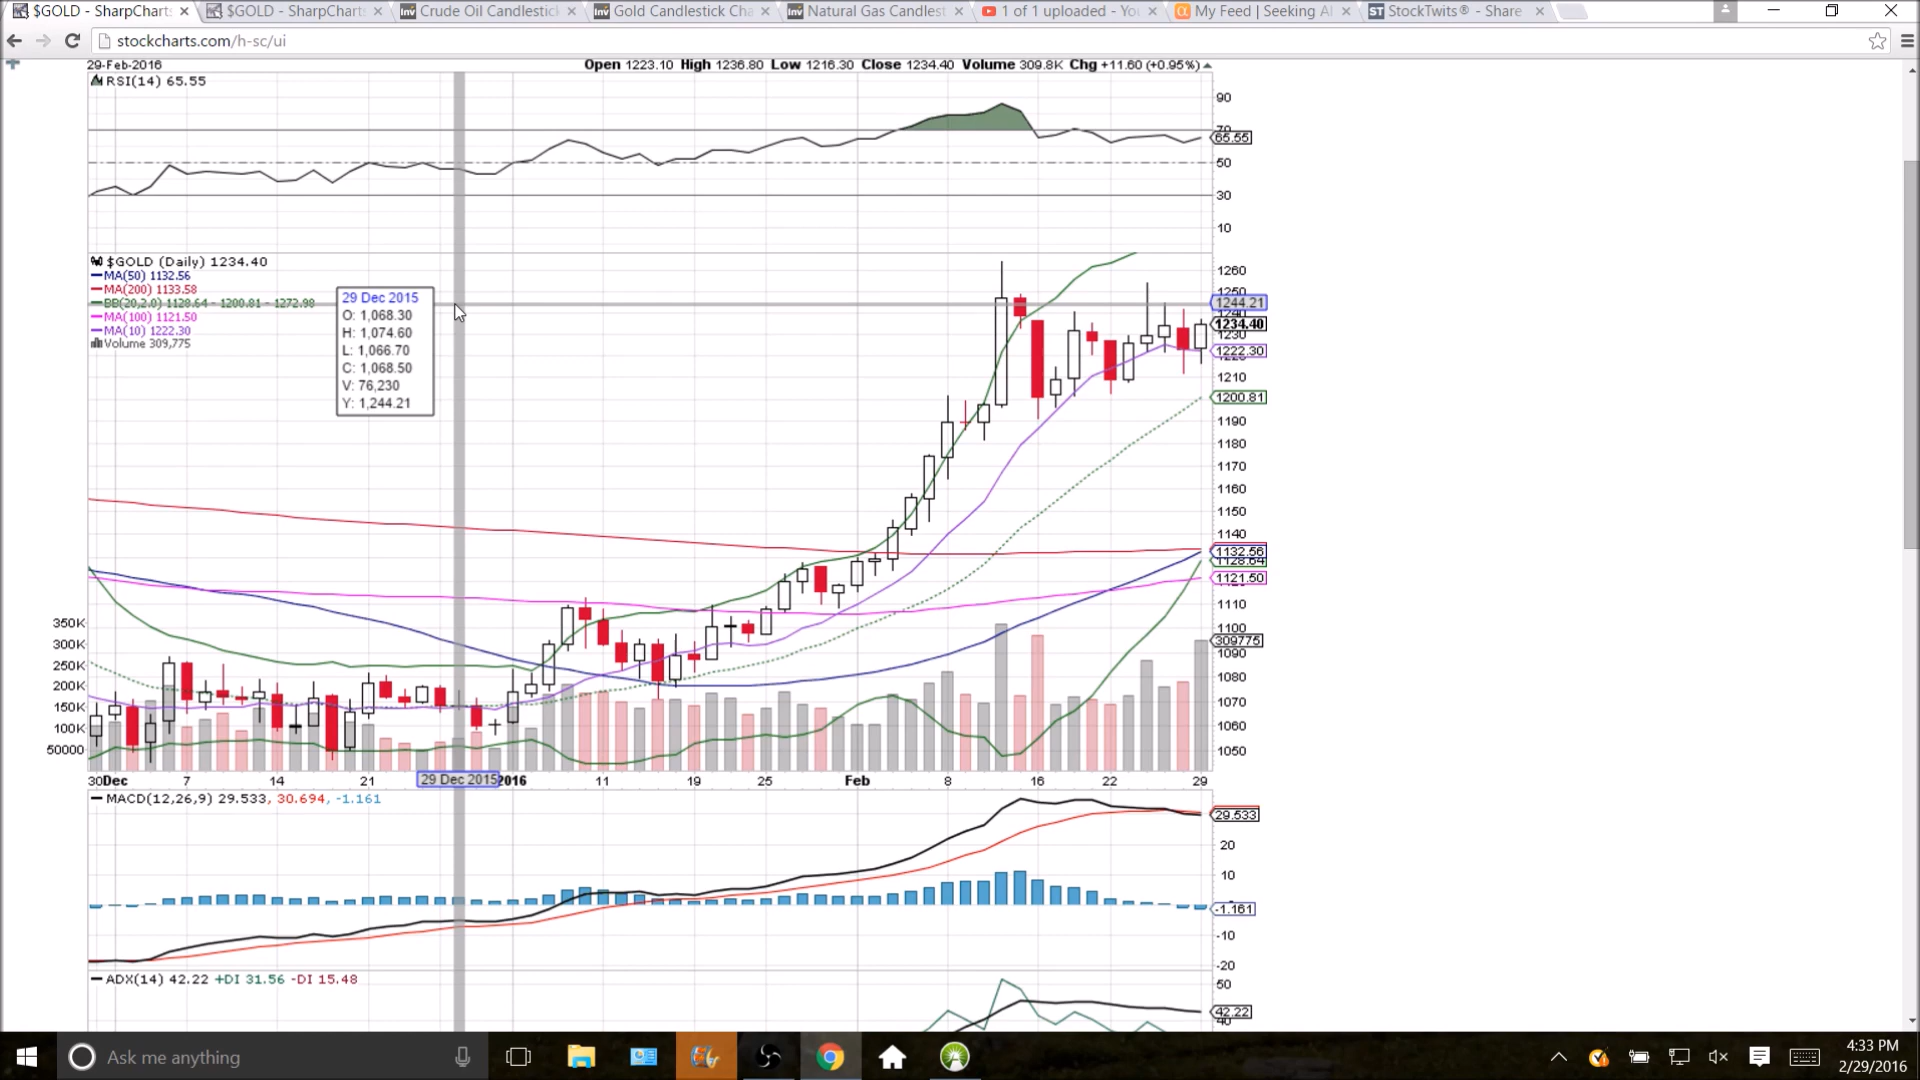 $GOLD - SharpCharts
$GOLD - SharpCharts
Crude Oil Candlestick
Gold Candlestick Cha
Natural Gas Candlest
1 of 1 uploaded - You
My Feed | Seeking Al
StockTwits® - Share
stockcharts.com/h-sc/ui
29-Feb-2016
Open 1223.10 High 1236.80 Low 1216.30 Close 1234.40 Volume 309.8K Chg +11.60 (+0.95%)
RSI(14) 65.55
90
70
65.55
50
30
10
$GOLD (Daily) 1234.40
MA(50) 1132.56
MA(200) 1133.58
BB(20,2.0) 1128.64 - 1200.81 - 1272.98
MA(100) 1121.50
MA(10) 1222.30
Volume 309,775
29 Dec 2015
O: 1,068.30
H: 1,074.60
L: 1,066.70
C: 1,068.50
V: 76,230
Y: 1,244.21
1260
1250
1244.21
1240
1234.40
1230
1222.30
1220
1210
1200.81
1190
1180
1170
1160
1150
1140
1132.56
1128.64
1121.50
1110
1100
309775
1090
1080
1070
1060
1050
350K
300K
250K
200K
150K
100K
50000
30 Dec 7 14 21 29 Dec 2015 2016 11 19 25 Feb 8 16 22 29
MACD(12,26,9) 29.533, 30.694, -1.161
29.533
20
10
-1.161
-10
-20
ADX(14) 42.22 +DI 31.56 -DI 15.48
50
42.22
40
Ask me anything
4:33 PM
2/29/2016